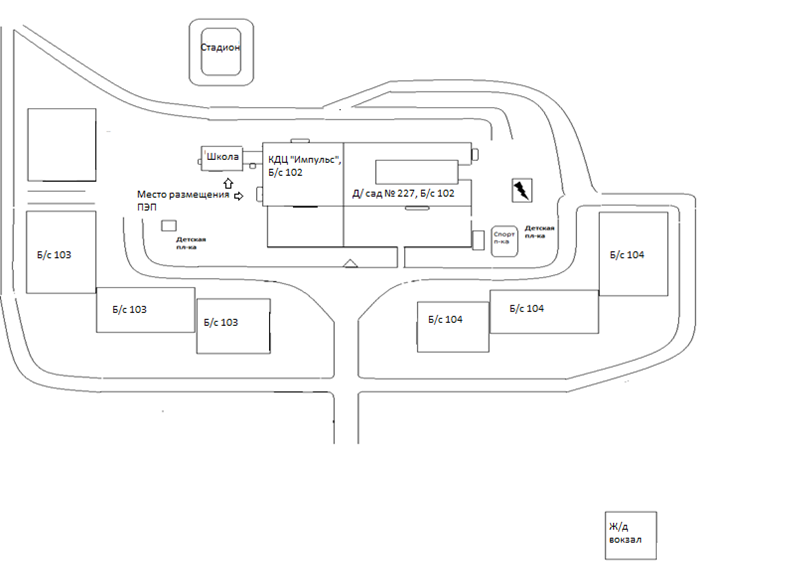 Стадион
Школа
КДЦ "Импульс",
Б/с 102
Место размещения
ПЭП
Д/ сад № 227, Б/с 102
Детская
пл-ка
Спорт
п-ка
Детская
пл-ка
Б/с 103
Б/с 103
Б/с 103
Б/с 104
Б/с 104
Б/с 104
Ж/д
вокзал